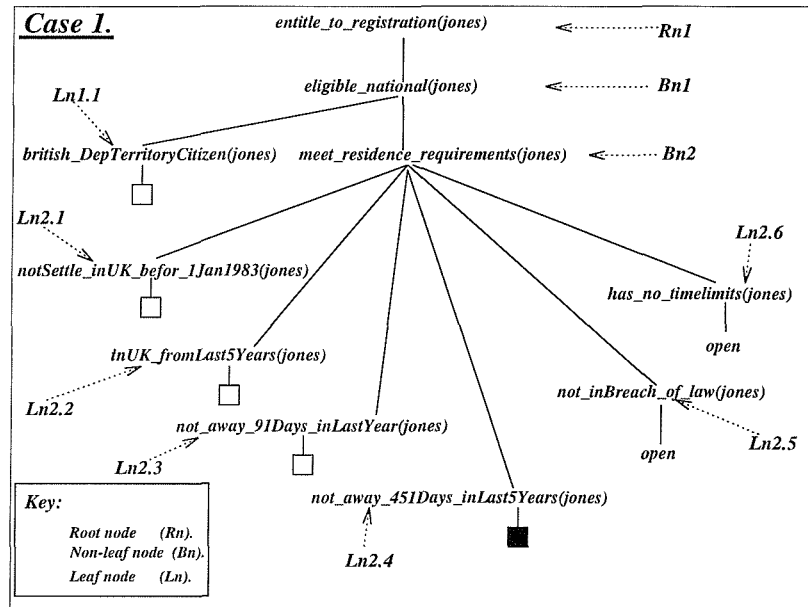 Case 1.
entitle_to_registration(jones)
Rn1
eligible_national(jones)
Bn1
Ln1.1
british_DepTerritoryCitizen(jones)
meet_residence_requirements(jones)
Bn2
Ln2.1
Ln2.6
notSettle_inUK_befor_1Jan1983(jones)
has_no_timelimits(jones)
open
inUK_fromLast5Years(jones)
Ln2.2
not_inBreach_of_law(jones)
not_away_91Days_inLastYear(jones)
Ln2.5
Ln2.3
open
not_away_451Days_inLast5Years(jones)
Ln2.4
Key:
Root node (Rn).
Non-leaf node (Bn).
Leaf node (Ln).